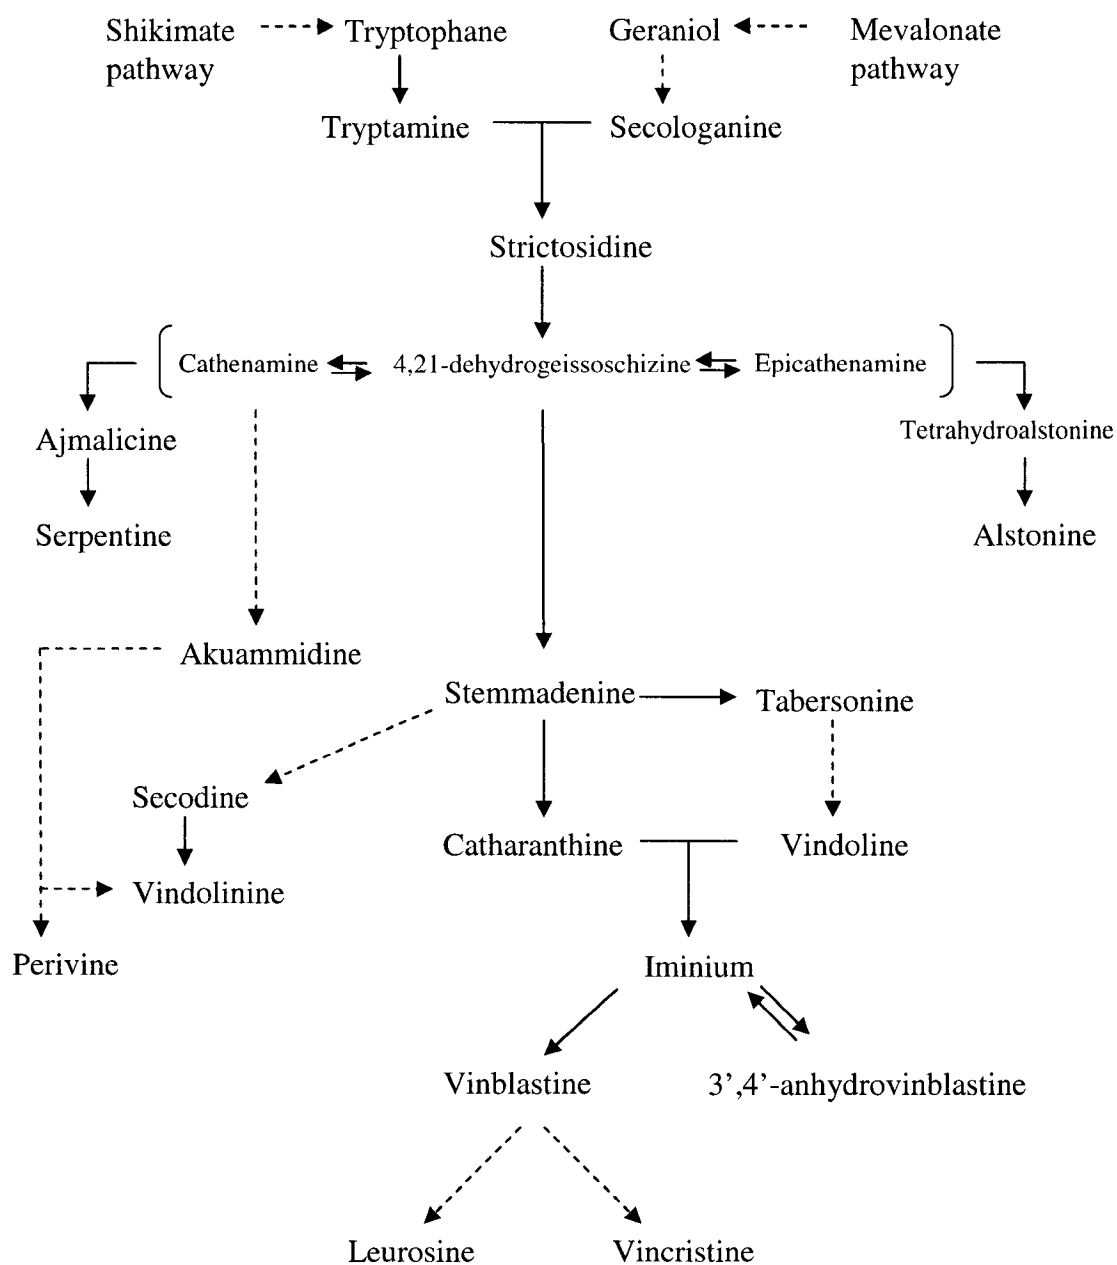 Shikimate
pathway
Tryptophane
Geraniol
Mevalonate
pathway
Tryptamine
Secologanine
Strictosidine
Cathenamine
4,21-dehydrogeissoschizine
Epicathenamine
Ajmalicine
Tetrahydroalstonine
Serpentine
Alstonine
Akuammidine
Stemmadenine
Tabersonine
Secodine
Catharanthine
Vindoline
Vindolinine
Perivine
Iminium
Vinblastine
3’,4’-anhydrovinblastine
Leurosine
Vincristine